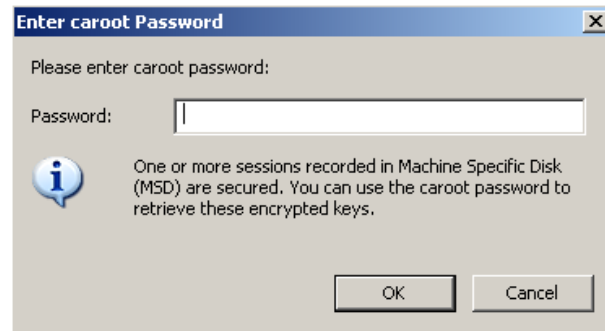 Enter caroot Password
Please enter caroot password:
Password:
One or more sessions recorded in Machine Specific Disk
(MSD) are secured. You can use the caroot password to
retrieve these encrypted keys.
OK Cancel